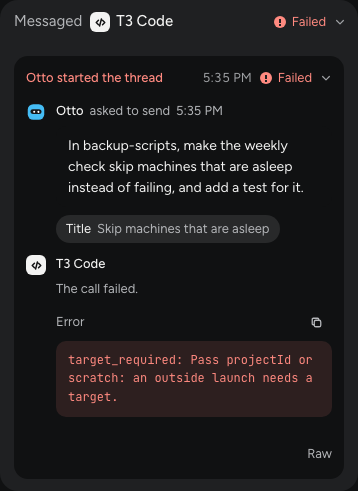 Messaged T3 Code Failed
Otto started the thread 5:35 PM Failed
Otto asked to send 5:35 PM
In backup-scripts, make the weekly
check skip machines that are asleep
instead of failing, and add a test for it.
Title Skip machines that are asleep
T3 Code
The call failed.
Error
target_required: Pass projectId or
scratch: an outside launch needs a
target.
Raw